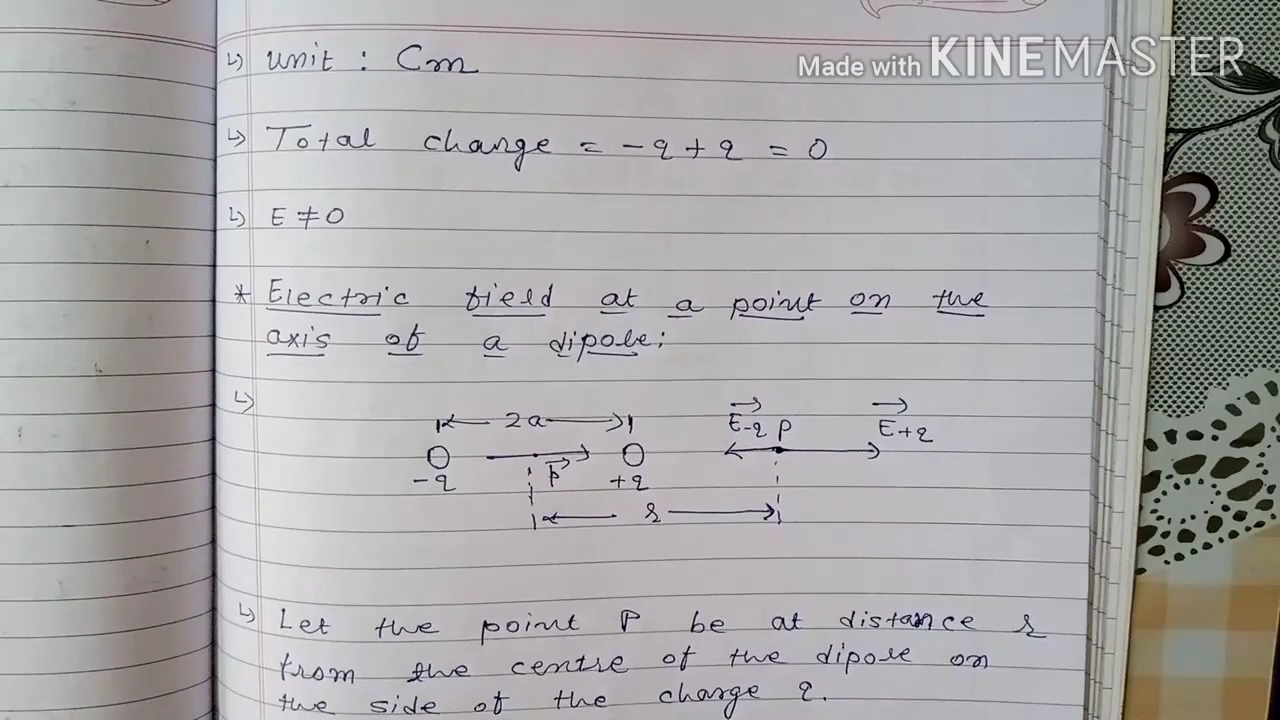 Made with KINEMASTER
↳ unit : Cm
↳ Total charge = -q + q = 0
↳ E ≠ 0
* Electric field at a point on the
axis of a dipole:
↳
2a
E-q P E+q
-q p +q
r
↳ Let the point P be at distance r
from the centre of the dipole on
the side of the charge q.